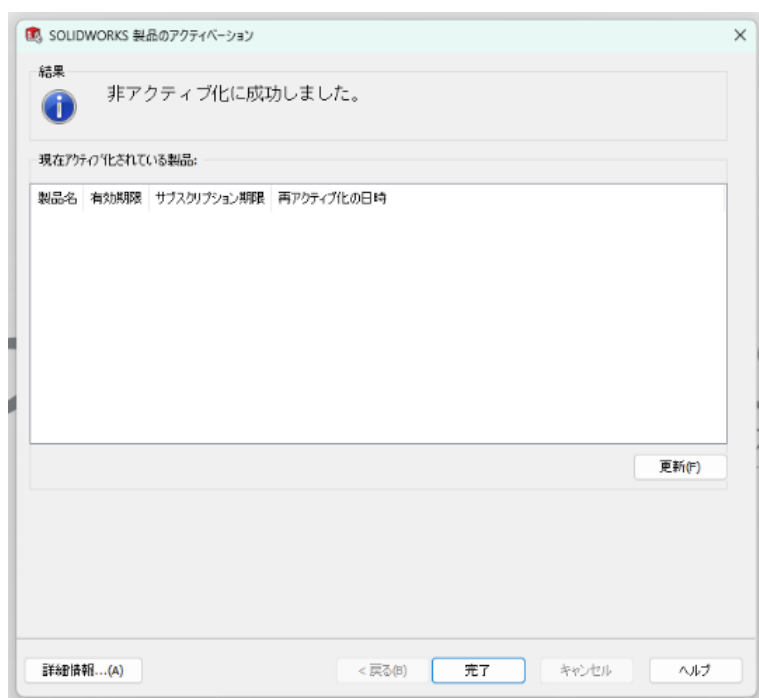 SOLIDWORKS 製品のアクティベーション
結果
非アクティブ化に成功しました。
現在アクティブ化されている製品:
製品名 有効期限 サブスクリプション期限 再アクティブ化の日時
更新(F)
詳細情報...(A) < 戻る(B) 完了 キャンセル ヘルプ